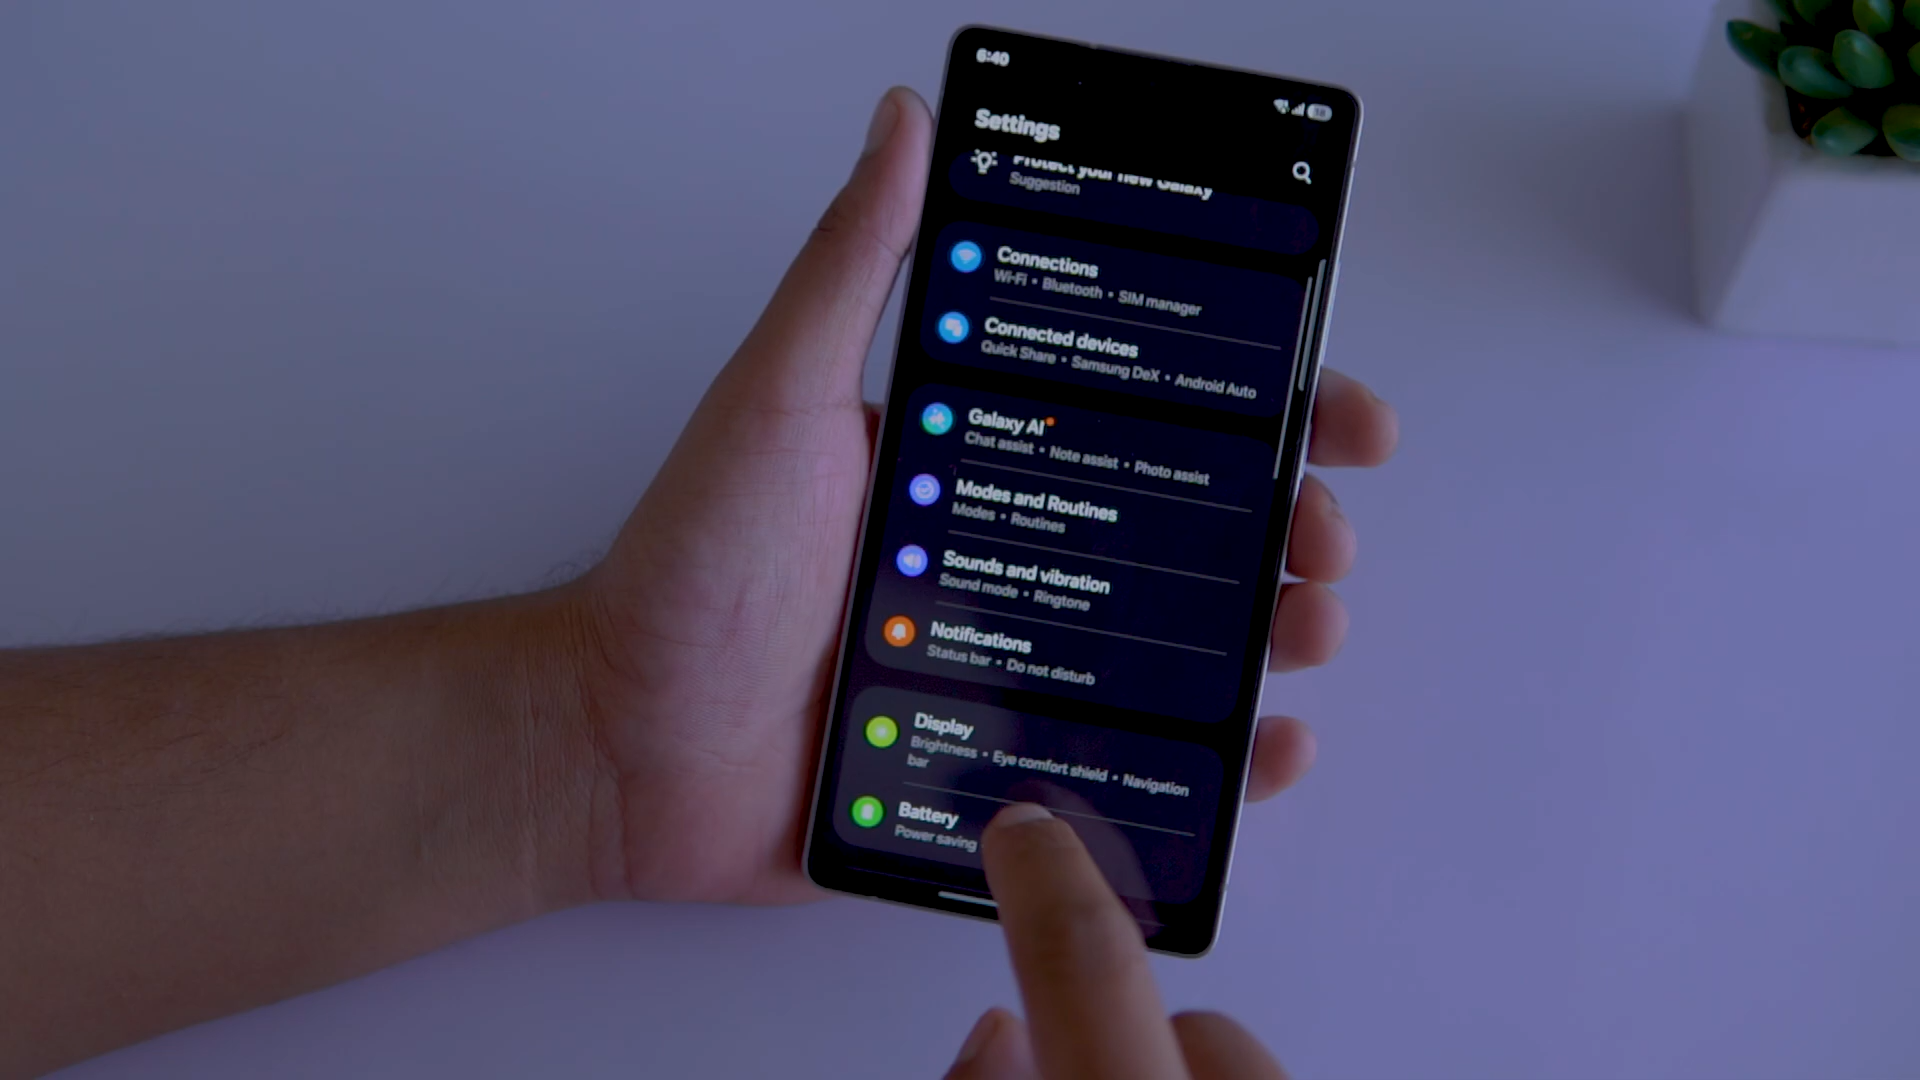 6:40
Settings
Protect your new Galaxy
Suggestion
Connections
Wi-Fi • Bluetooth • SIM manager
Connected devices
Quick Share • Samsung DeX • Android Auto
Galaxy AI
Chat assist • Note assist • Photo assist
Modes and Routines
Modes • Routines
Sounds and vibration
Sound mode • Ringtone
Notifications
Status bar • Do not disturb
Display
Brightness • Eye comfort shield • Navigation
bar
Battery
Power saving